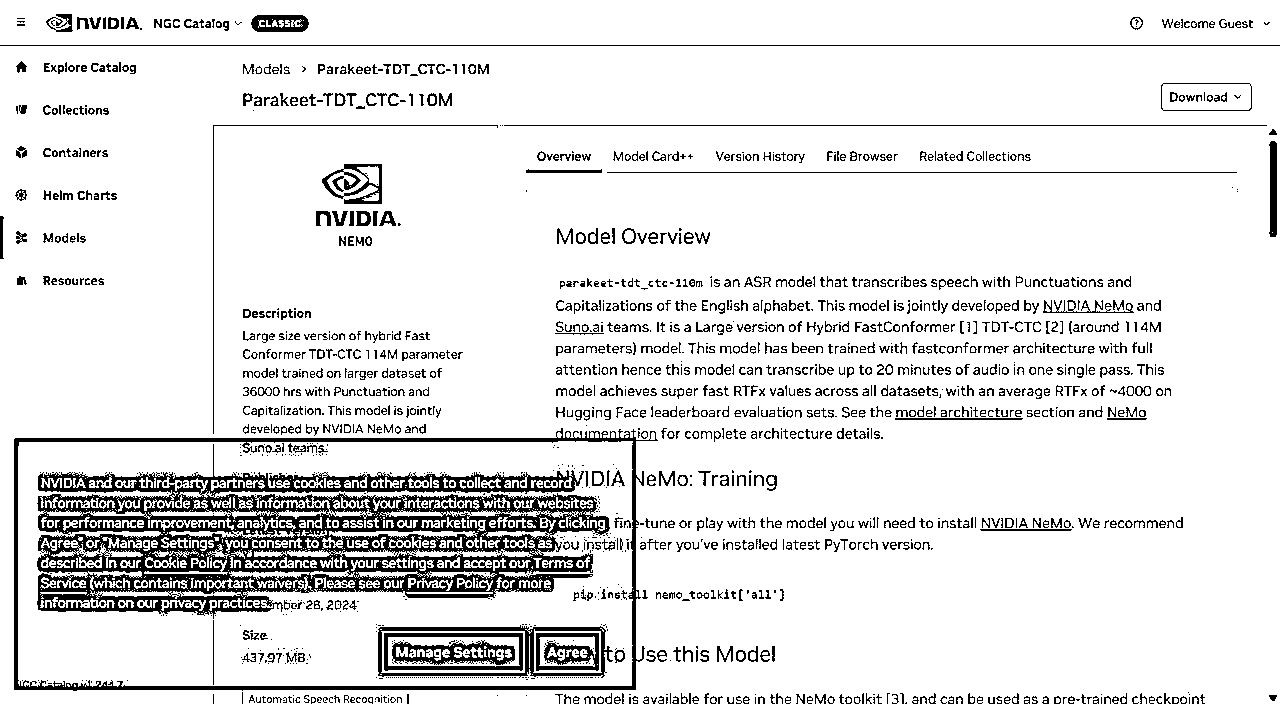 NVIDIA. NGC Catalog CLASSIC
Welcome Guest
Explore Catalog
Collections
Containers
Helm Charts
Models
Resources
Models > Parakeet-TDT_CTC-110M
Parakeet-TDT_CTC-110M
Download
NVIDIA.
NEMO
Description
Large size version of hybrid Fast
Conformer TDT-CTC 114M parameter
model trained on larger dataset of
36000 hrs with Punctuation and
Capitalization. This model is jointly
developed by NVIDIA NeMo and
Suno.ai teams.
Overview Model Card++ Version History File Browser Related Collections
Model Overview
parakeet-tdt_ctc-110m is an ASR model that transcribes speech with Punctuations and
Capitalizations of the English alphabet. This model is jointly developed by NVIDIA NeMo and
Suno.ai teams. It is a Large version of Hybrid FastConformer [1] TDT-CTC [2] (around 114M
parameters) model. This model has been trained with fastconformer architecture with full
attention hence this model can transcribe up to 20 minutes of audio in one single pass. This
model achieves super fast RTFx values across all datasets, with an average RTFx of ~4000 on
Hugging Face leaderboard evaluation sets. See the model architecture section and NeMo
documentation for complete architecture details.
NVIDIA NeMo: Training
fine-tune or play with the model you will need to install NVIDIA NeMo. We recommend
you install it after you've installed latest PyTorch version.
pip install nemo_toolkit['all']
to Use this Model
The model is available for use in the NeMo toolkit [3], and can be used as a pre-trained checkpoint
NVIDIA and our third-party partners use cookies and other tools to collect and record
information you provide as well as information about your interactions with our websites
for performance improvement, analytics, and to assist in our marketing efforts. By clicking
"Agree" or "Manage Settings", you consent to the use of cookies and other tools as
described in our Cookie Policy in accordance with your settings and accept our Terms of
Service (which contains important waivers). Please see our Privacy Policy for more
information on our privacy practices.
mber 28, 2024
Size
437.97 MB
Manage Settings Agree
Automatic Speech Recognition